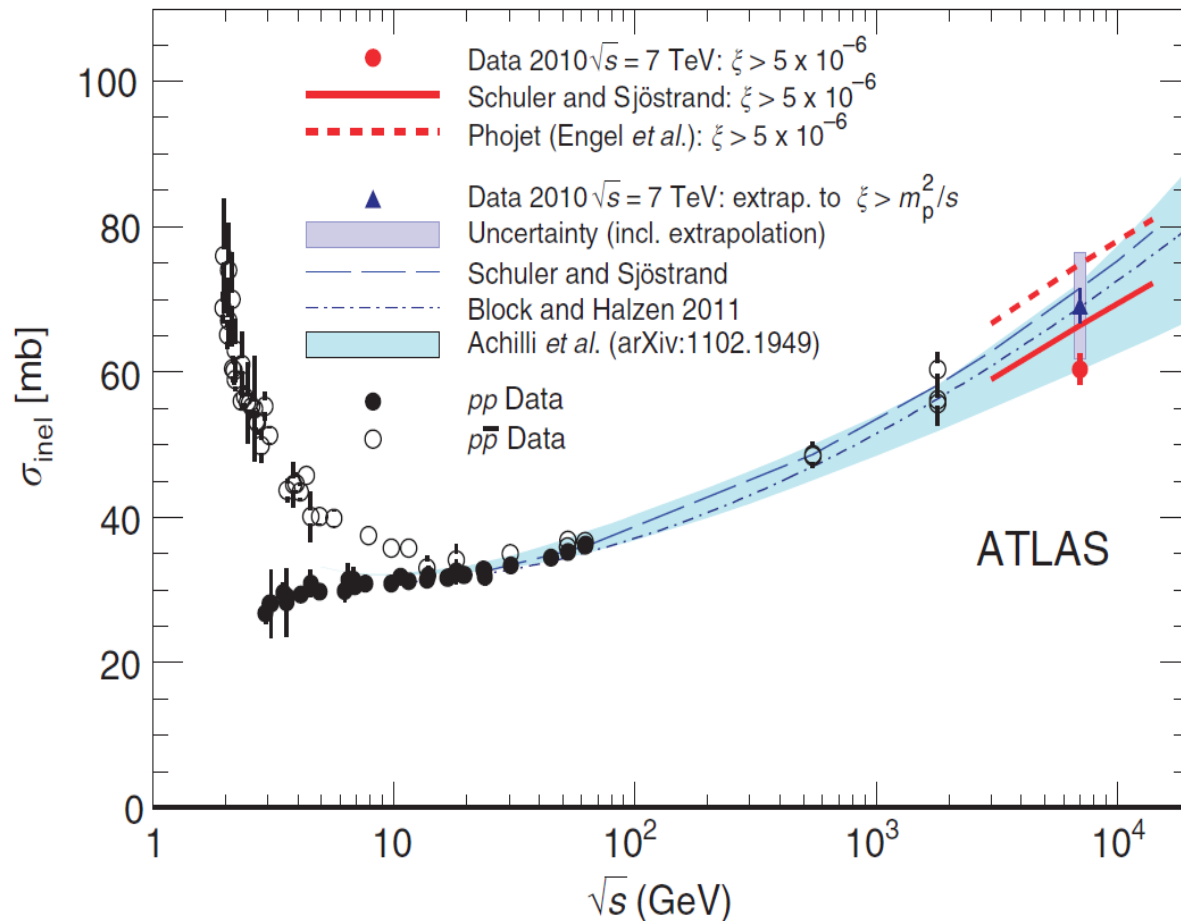 Data 2010 √s = 7 TeV: ξ > 5 x 10⁻⁶
Schuler and Sjöstrand: ξ > 5 x 10⁻⁶
Phojet (Engel et al.): ξ > 5 x 10⁻⁶
Data 2010 √s = 7 TeV: extrap. to ξ > m²ₚ/s
Uncertainty (incl. extrapolation)
Schuler and Sjöstrand
Block and Halzen 2011
Achilli et al. (arXiv:1102.1949)
pp Data
pp̅ Data
ATLAS
σinel [mb]
100
80
60
40
20
0
1 10 10² 10³ 10⁴
√s (GeV)